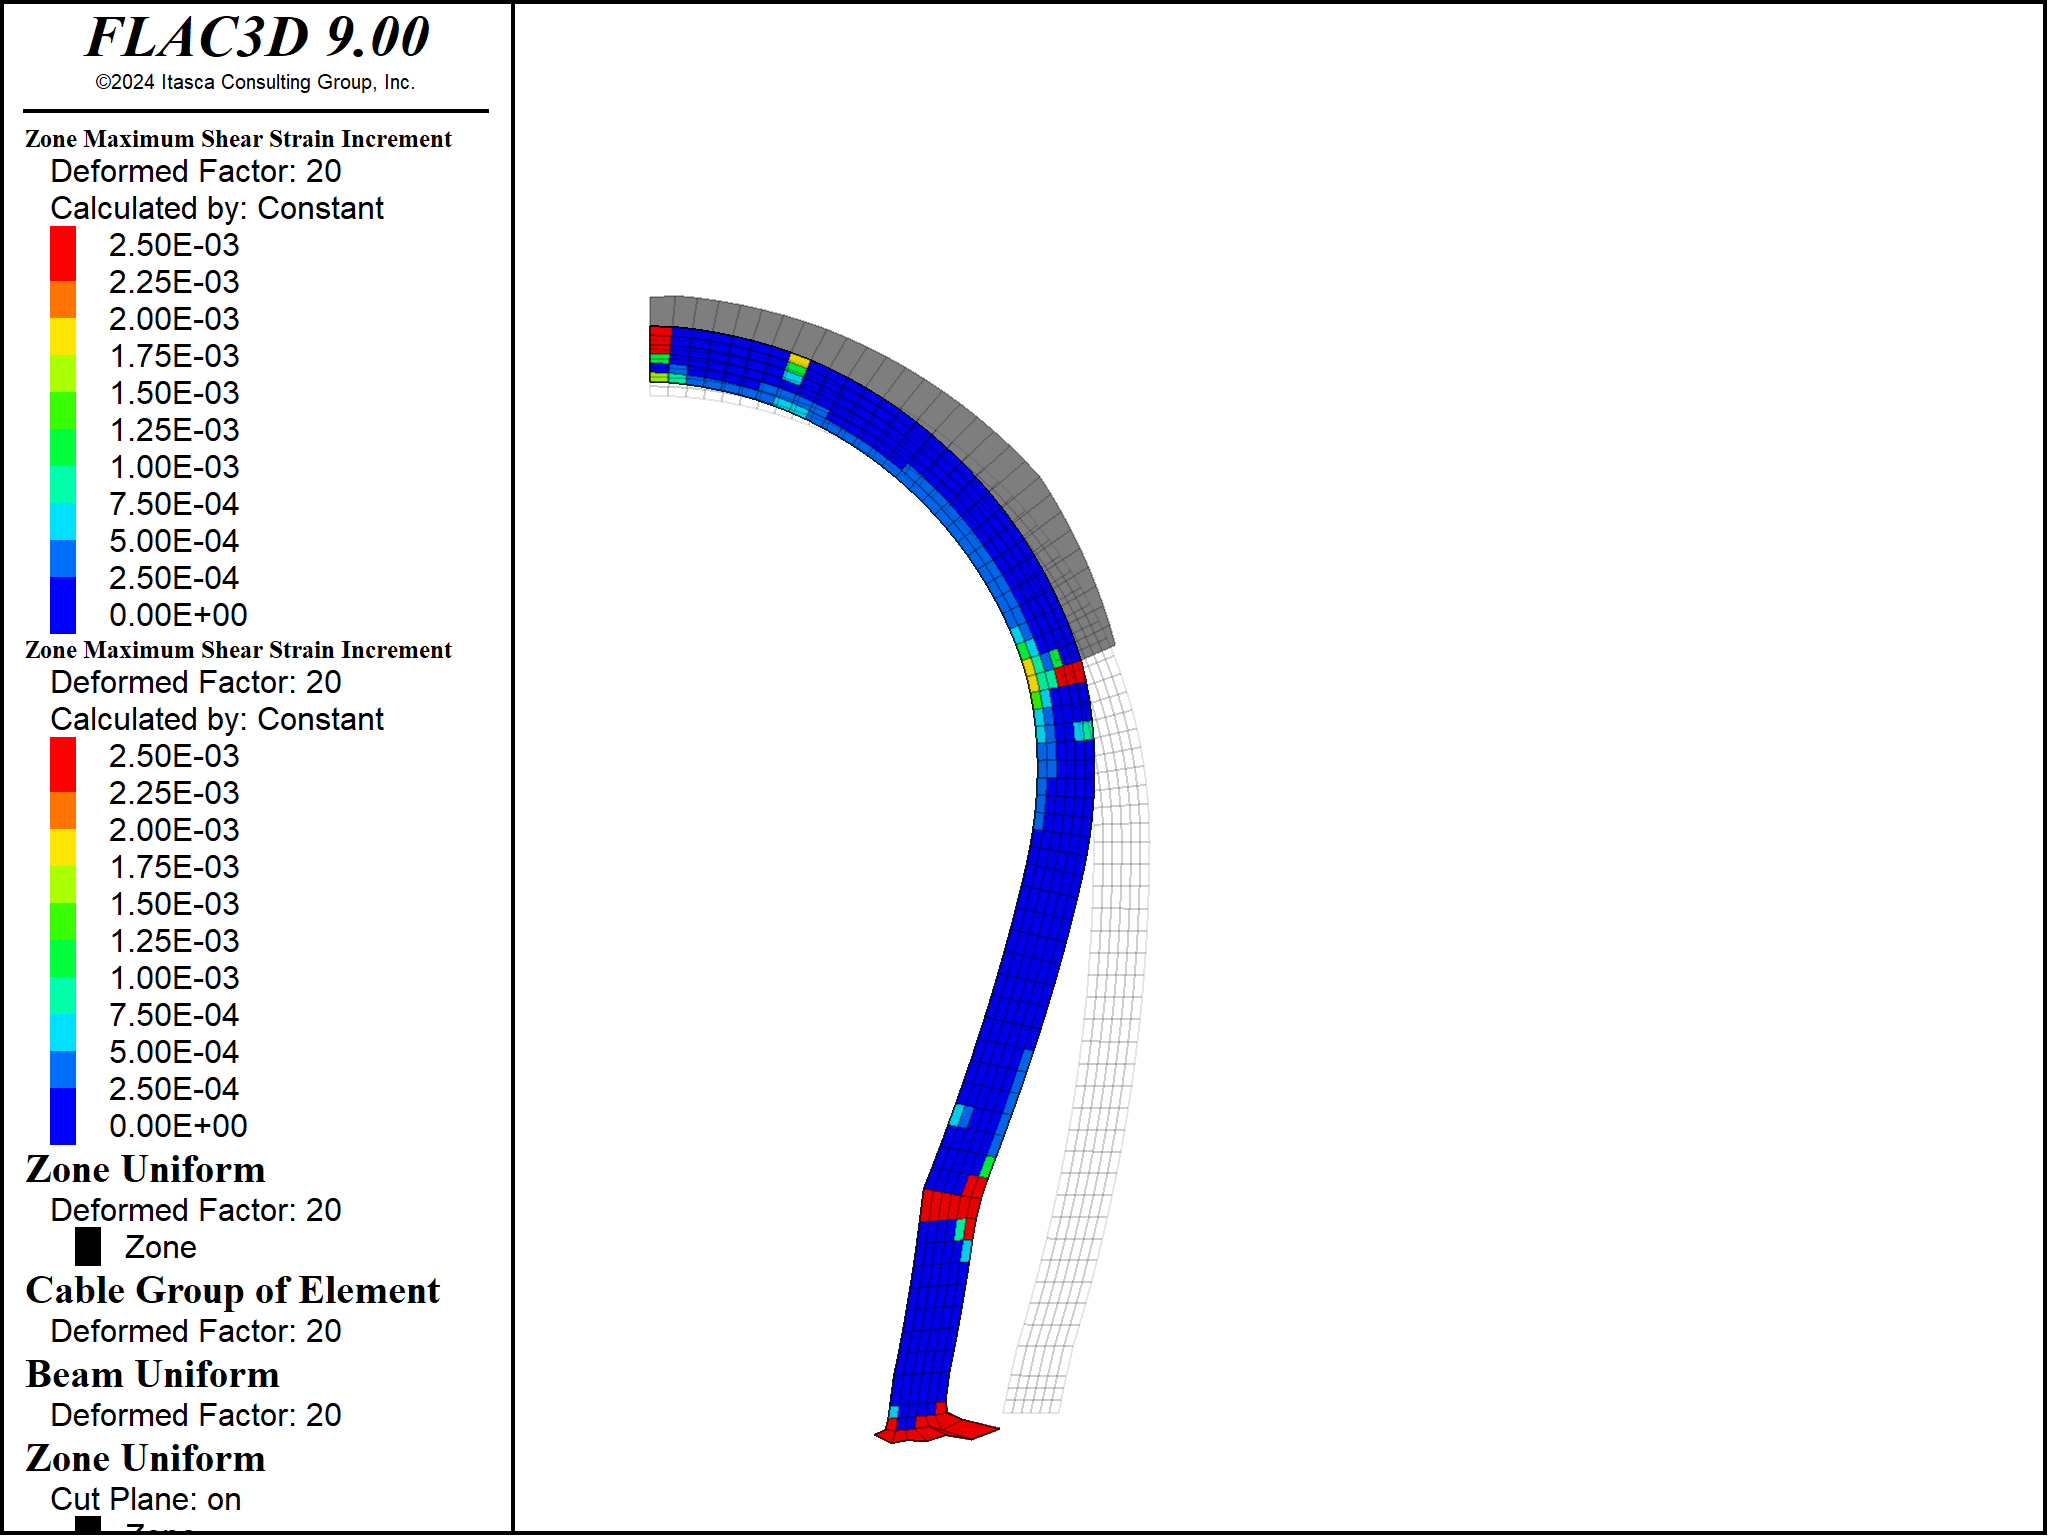 FLAC3D 9.00
©2024 Itasca Consulting Group, Inc.
Zone Maximum Shear Strain Increment
Deformed Factor: 20
Calculated by: Constant
2.50E-03
2.25E-03
2.00E-03
1.75E-03
1.50E-03
1.25E-03
1.00E-03
7.50E-04
5.00E-04
2.50E-04
0.00E+00
Zone Maximum Shear Strain Increment
Deformed Factor: 20
Calculated by: Constant
2.50E-03
2.25E-03
2.00E-03
1.75E-03
1.50E-03
1.25E-03
1.00E-03
7.50E-04
5.00E-04
2.50E-04
0.00E+00
Zone Uniform
Deformed Factor: 20
Zone
Cable Group of Element
Deformed Factor: 20
Beam Uniform
Deformed Factor: 20
Zone Uniform
Cut Plane: on